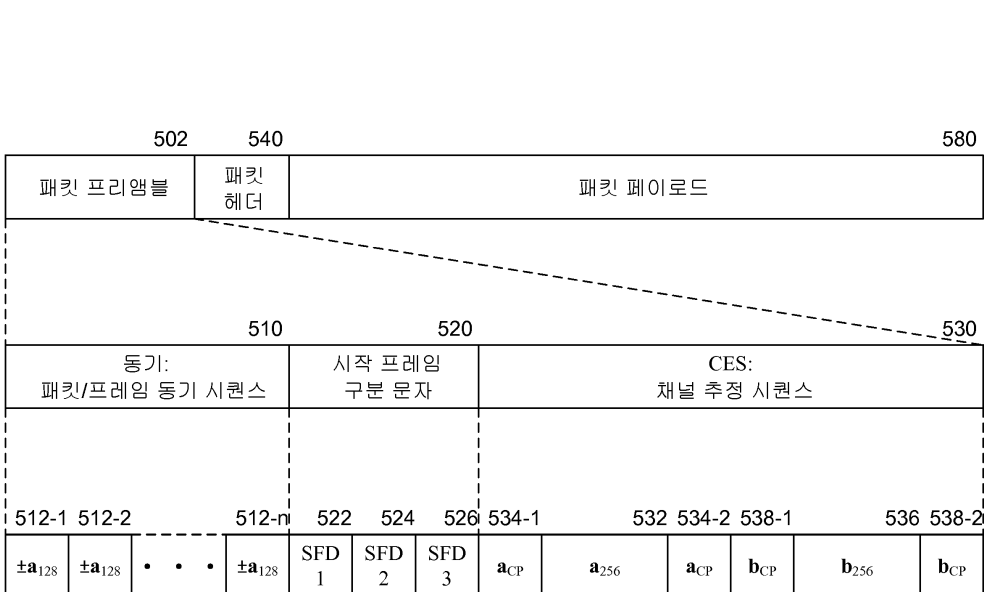 502 540 580
패킷 프리앰블 패킷 헤더 패킷 페이로드
510 520 530
동기: 시작 프레임 CES:
패킷/프레임 동기 시퀀스 구분 문자 채널 추정 시퀀스
512-1 512-2 512-n 522 524 526 534-1 532 534-2 538-1 536 538-2
±a128 ±a128 • • • ±a128 SFD 1 SFD 2 SFD 3 aCP a256 aCP bCP b256 bCP